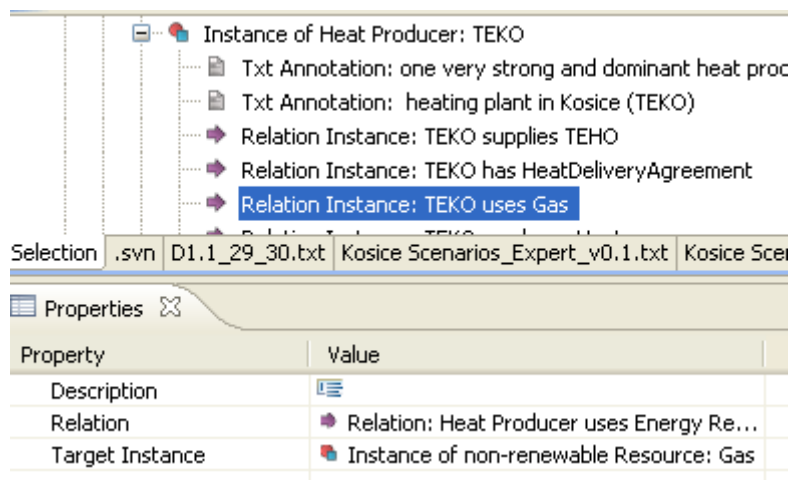 Instance of Heat Producer: TEKO
Txt Annotation: one very strong and dominant heat proc
Txt Annotation: heating plant in Kosice (TEKO)
Relation Instance: TEKO supplies TEHO
Relation Instance: TEKO has HeatDeliveryAgreement
Relation Instance: TEKO uses Gas
Selection .svn D1.1_29_30.txt Kosice Scenarios_Expert_v0.1.txt Kosice Scen
Properties
Property Value
Description
Relation Relation: Heat Producer uses Energy Re...
Target Instance Instance of non-renewable Resource: Gas